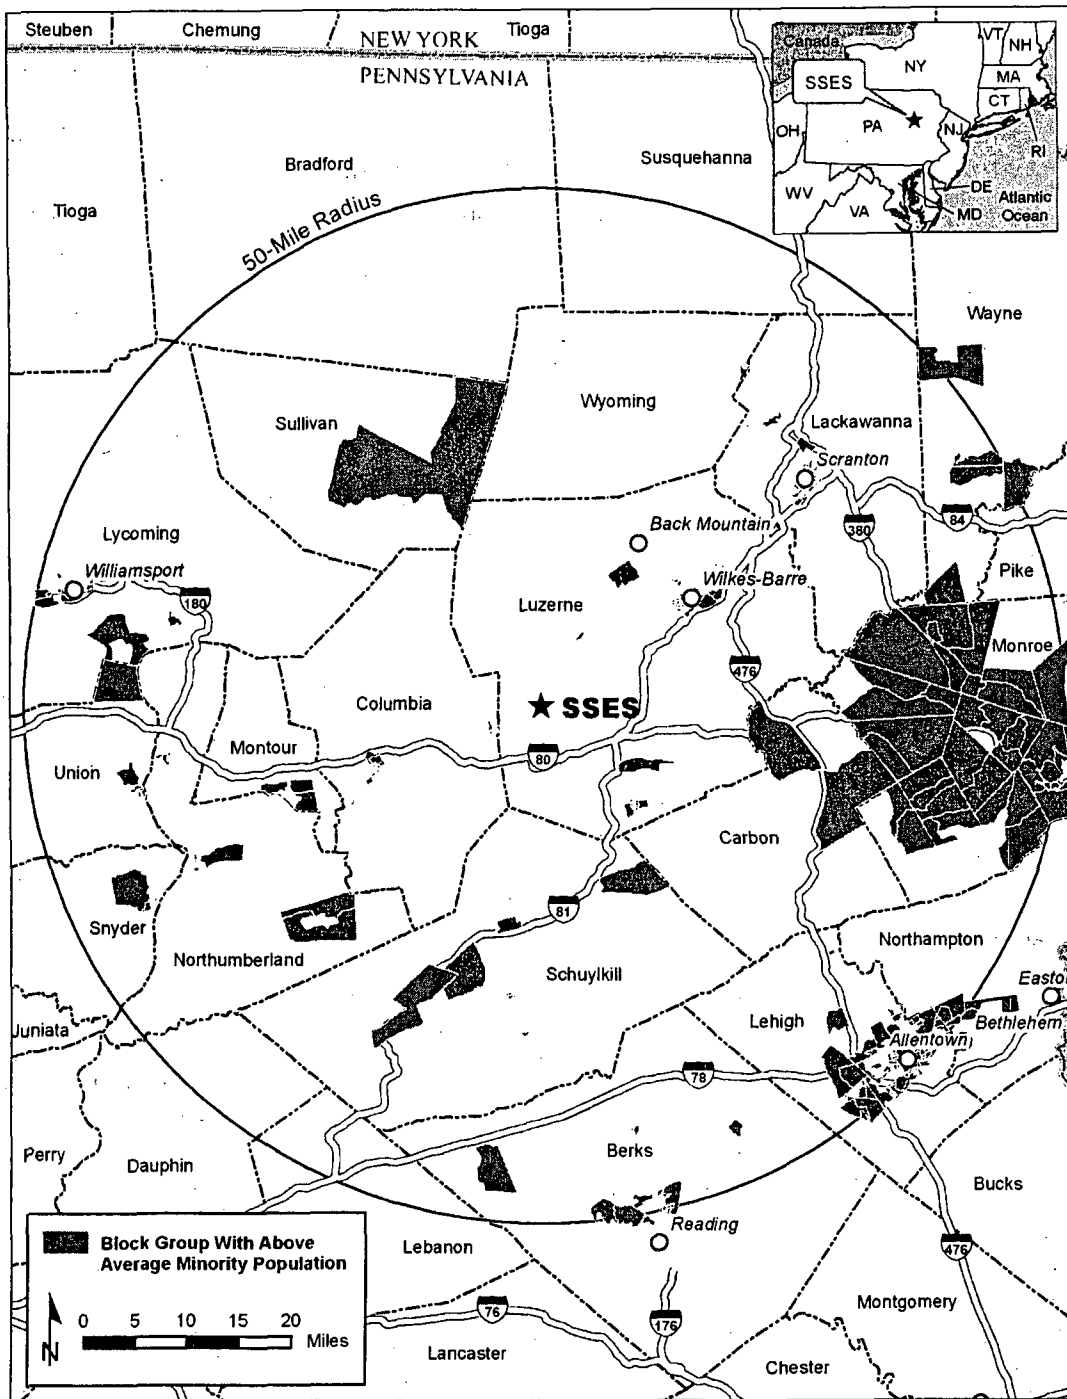 Steuben
Chemung
Tioga
NEW YORK
PENNSYLVANIA
Canada
VT
NH
NY
MA
SSES
CT
PA
OH
NJ
RI
WV
DE
VA
MD
Atlantic
Ocean
Bradford
Susquehanna
Tioga
50-Mile Radius
Wayne
Wyoming
Sullivan
Lackawanna
Scranton
Back Mountain
84
380
Lycoming
Williamsport
180
Wilkes-Barre
Pike
Luzerne
Monroe
476
Columbia
SSES
Montour
80
Union
Carbon
81
Snyder
Northumberland
Northampton
Schuylkill
Easto
Juniata
Lehigh
Bethlehem
Allentown
78
Perry
Dauphin
Berks
Bucks
Reading
Lebanon
476
Block Group With Above
Average Minority Population
0 5 10 15 20
Miles
N
76
176
Montgomery
Lancaster
Chester